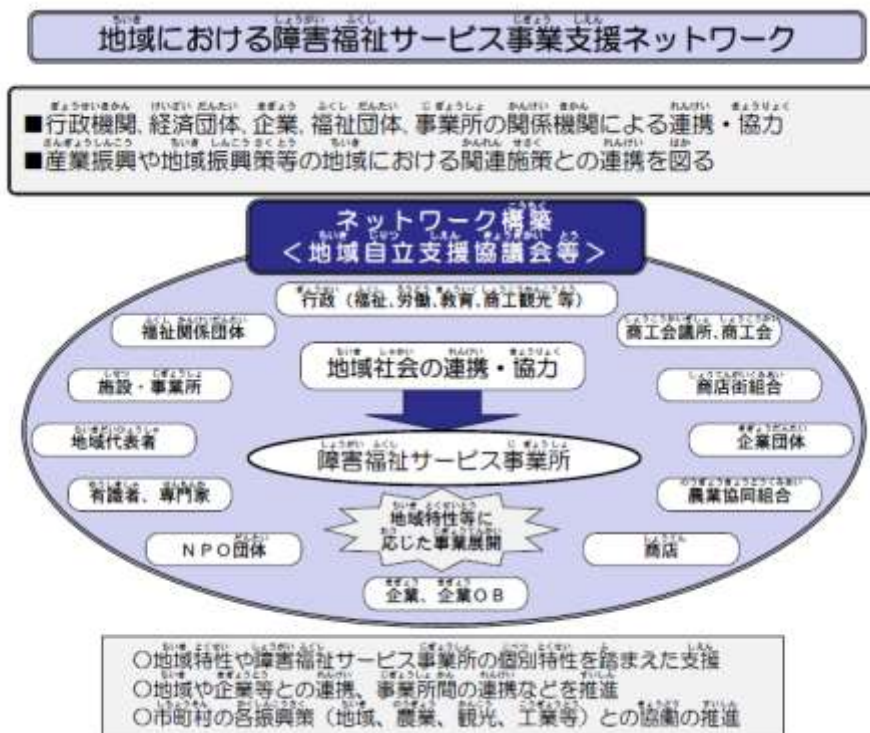 地域における障害福祉サービス事業支援ネットワーク
■行政機関、経済団体、企業、福祉団体、事業所の関係機関による連携・協力
■産業振興や地域振興策等の地域における関連施策との連携を図る
ネットワーク構築
<地域自立支援協議会等>
行政（福祉、労働、教育、商工観光 等）
福祉関係団体
商工会議所、商工会
地域社会の連携・協力
施設・事業所
商店街組合
地域代表者
企業団体
障害福祉サービス事業所
有識者、専門家
農業協同組合
地域特性等に
応じた事業展開
ＮＰＯ団体
商店
企業、企業ＯＢ
○地域特性や障害福祉サービス事業所の個別特性を踏まえた支援
○地域や企業等との連携、事業所間の連携などを推進
○市町村の各振興策（地域、農業、観光、工業等）との協働の推進